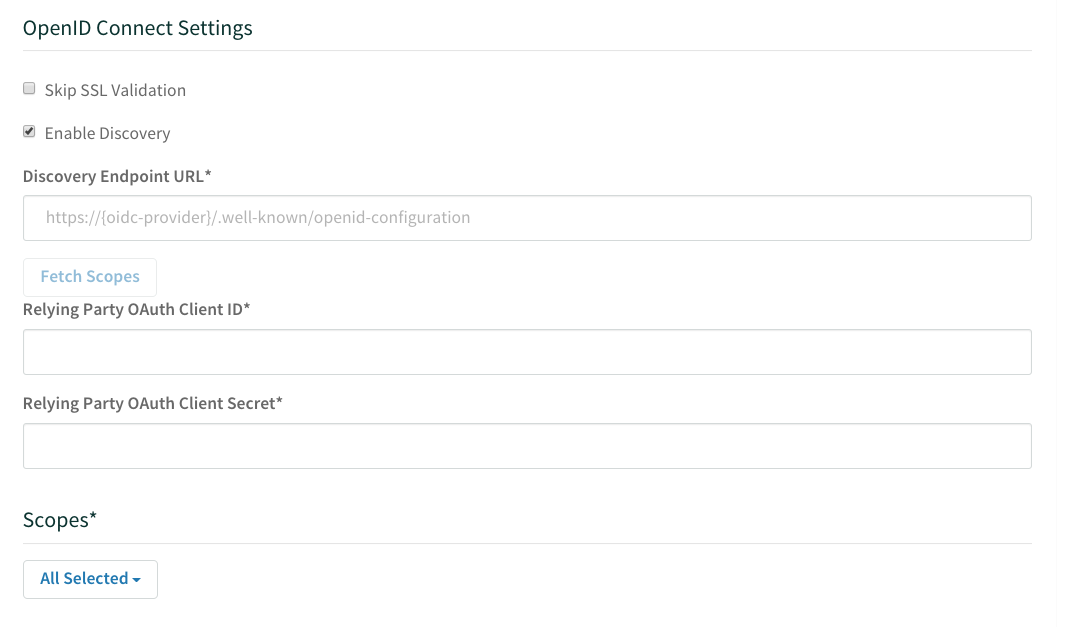 OpenID Connect Settings
Skip SSL Validation
Enable Discovery
Discovery Endpoint URL*
https://{oidc-provider}/.well-known/openid-configuration
Fetch Scopes
Relying Party OAuth Client ID*
Relying Party OAuth Client Secret*
Scopes*
All Selected